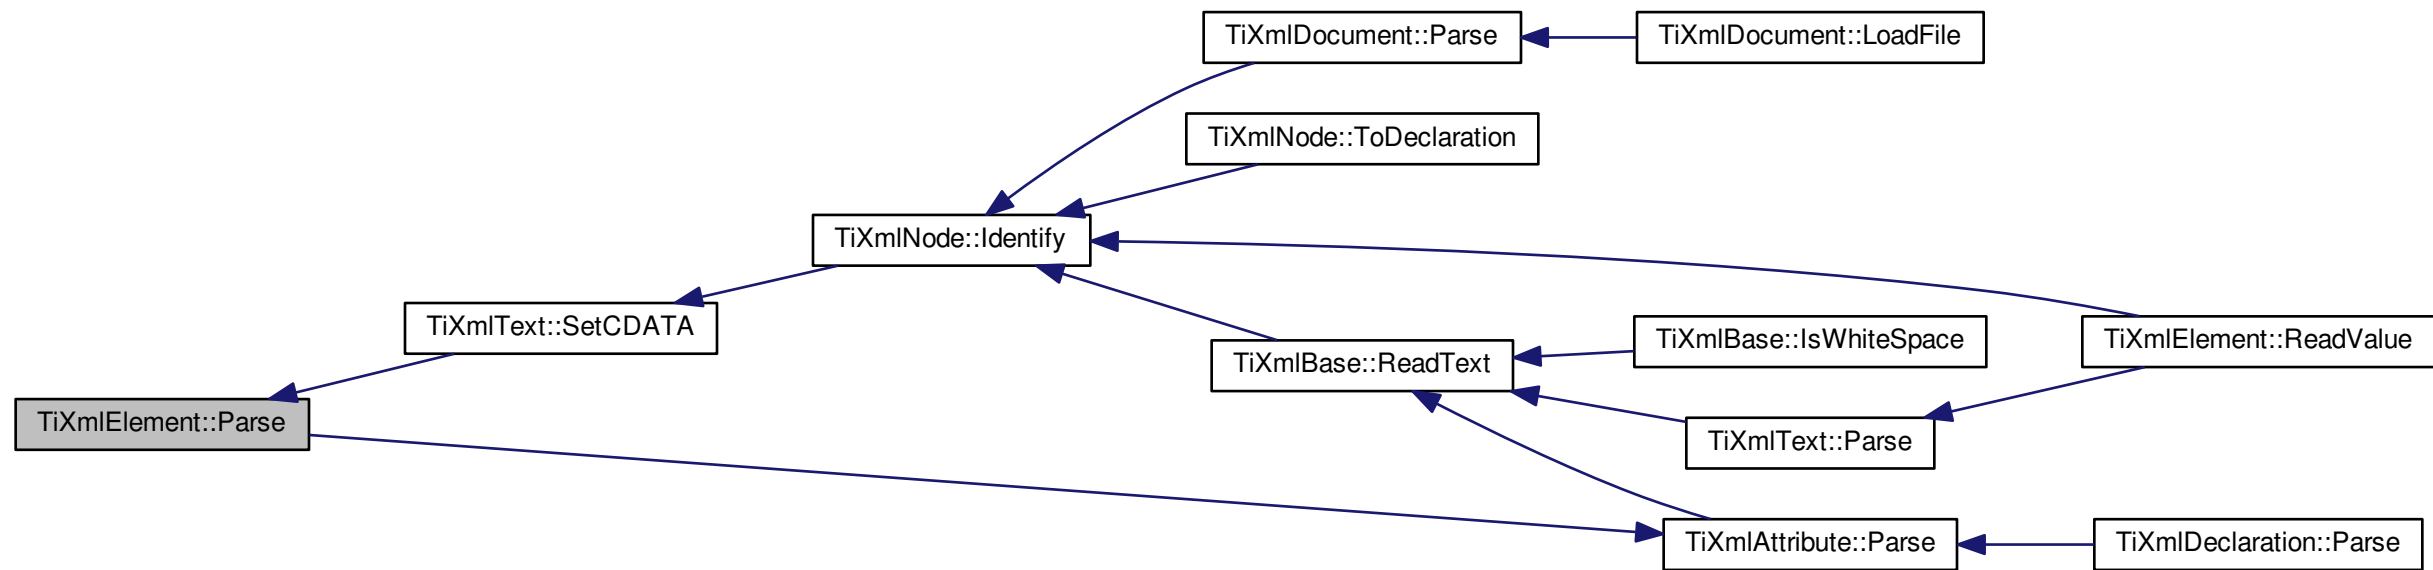 TiXmlDocument::Parse
TiXmlDocument::LoadFile
TiXmlNode::ToDeclaration
TiXmlNode::Identify
TiXmlText::SetCDATA
TiXmlBase::IsWhiteSpace
TiXmlElement::ReadValue
TiXmlBase::ReadText
TiXmlElement::Parse
TiXmlText::Parse
TiXmlAttribute::Parse
TiXmlDeclaration::Parse